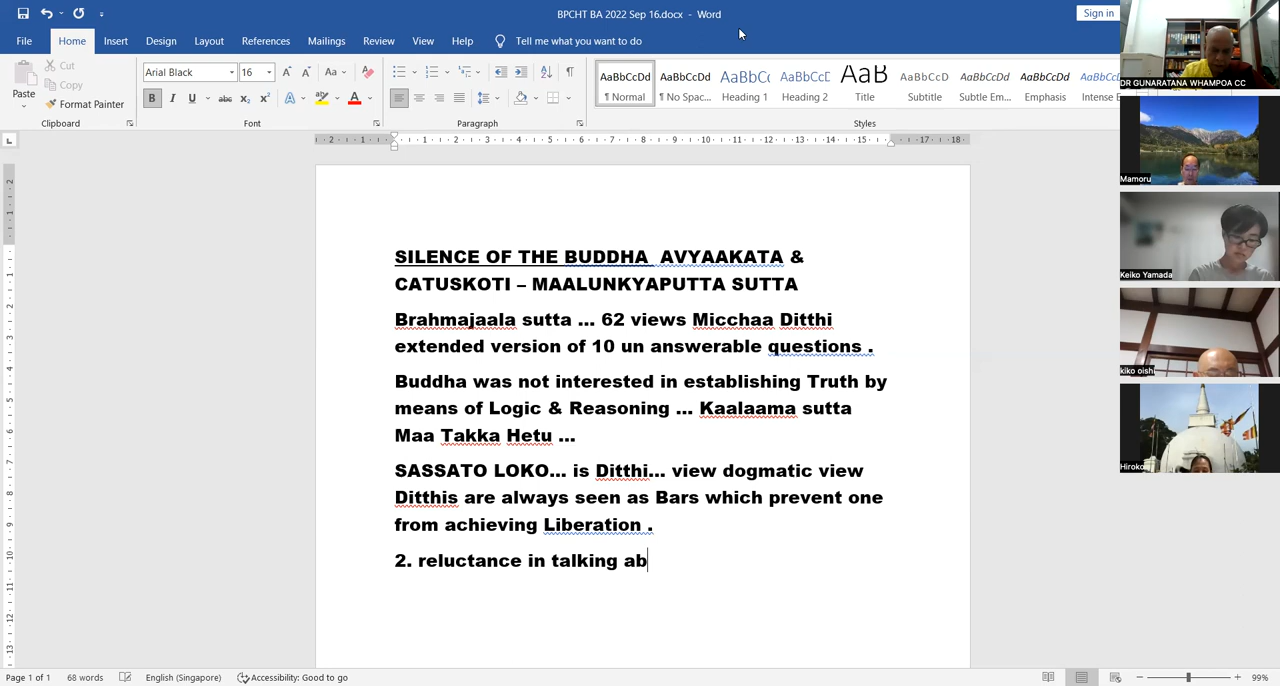 BPCHT BA 2022 Sep 16.docx - Word
Sign in
File Home Insert Design Layout References Mailings Review View Help Tell me what you want to do
Paste
Cut
Copy
Format Painter
Clipboard
Arial Black 16
Font
Paragraph
AaBbCcDd AaBbCcDd AaBbCc AaBbCcD AaB AaBbCcD AaBbCcDd AaBbCcDd AaBbCcDd
¶ Normal ¶ No Spac... Heading 1 Heading 2 Title Subtitle Subtle Em... Emphasis Intense E
Styles
SILENCE OF THE BUDDHA AVYAAKATA &
CATUSKOTI – MAALUNKYAPUTTA SUTTA
Brahmajaala sutta ... 62 views Micchaa Ditthi
extended version of 10 un answerable questions .
Buddha was not interested in establishing Truth by
means of Logic & Reasoning ... Kaalaama sutta
Maa Takka Hetu ...
SASSATO LOKO... is Ditthi... view dogmatic view
Ditthis are always seen as Bars which prevent one
from achieving Liberation .
2. reluctance in talking ab
DR GUNARATANA WHAMPOA CC
Mamoru
Keiko Yamada
kiko oishi
Hiroko
Page 1 of 1 68 words English (Singapore) Accessibility: Good to go 99%